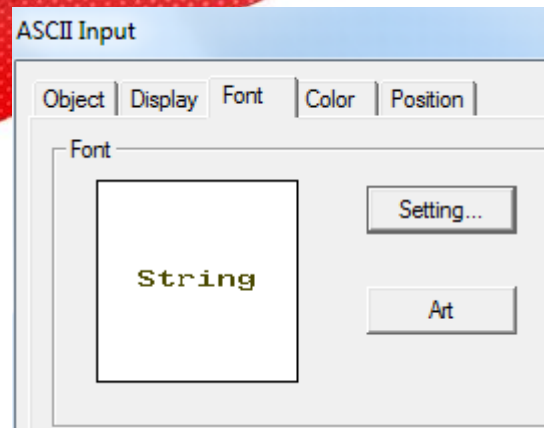 ASCII Input
Object Display Font Color Position
Font
Setting...
String
Art